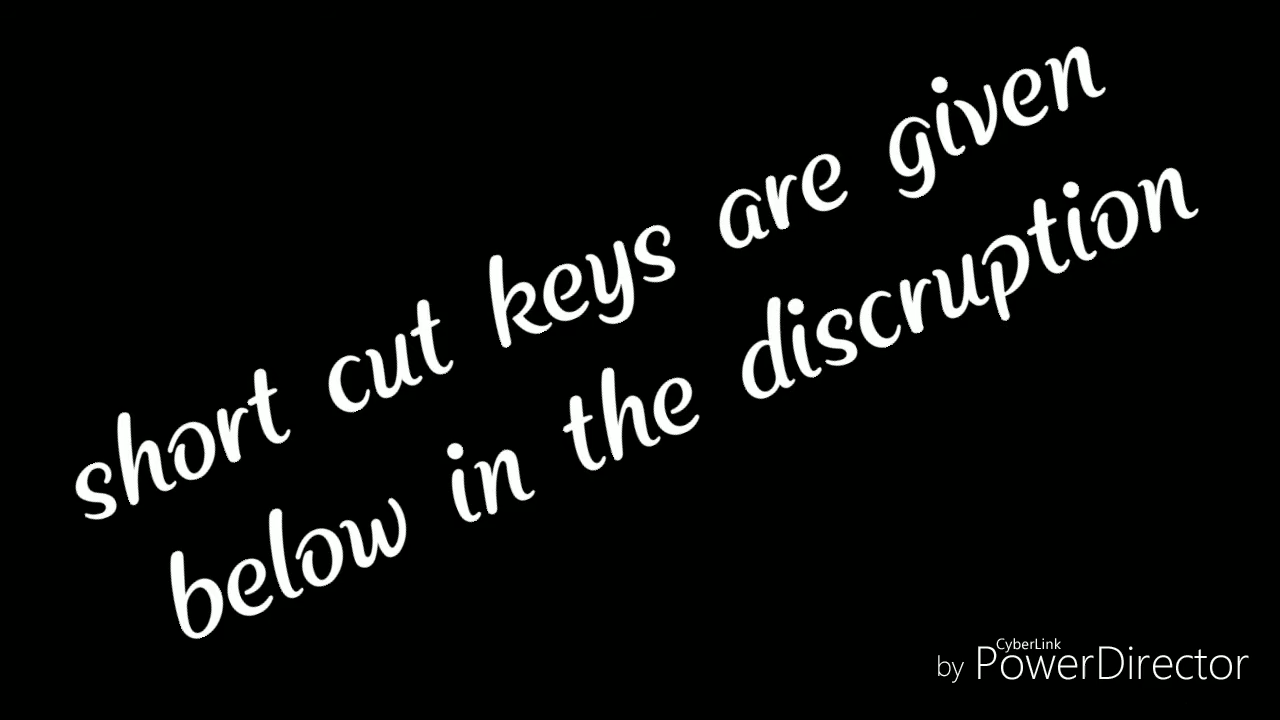 short cut keys are given
below in the discruption
by CyberLink PowerDirector